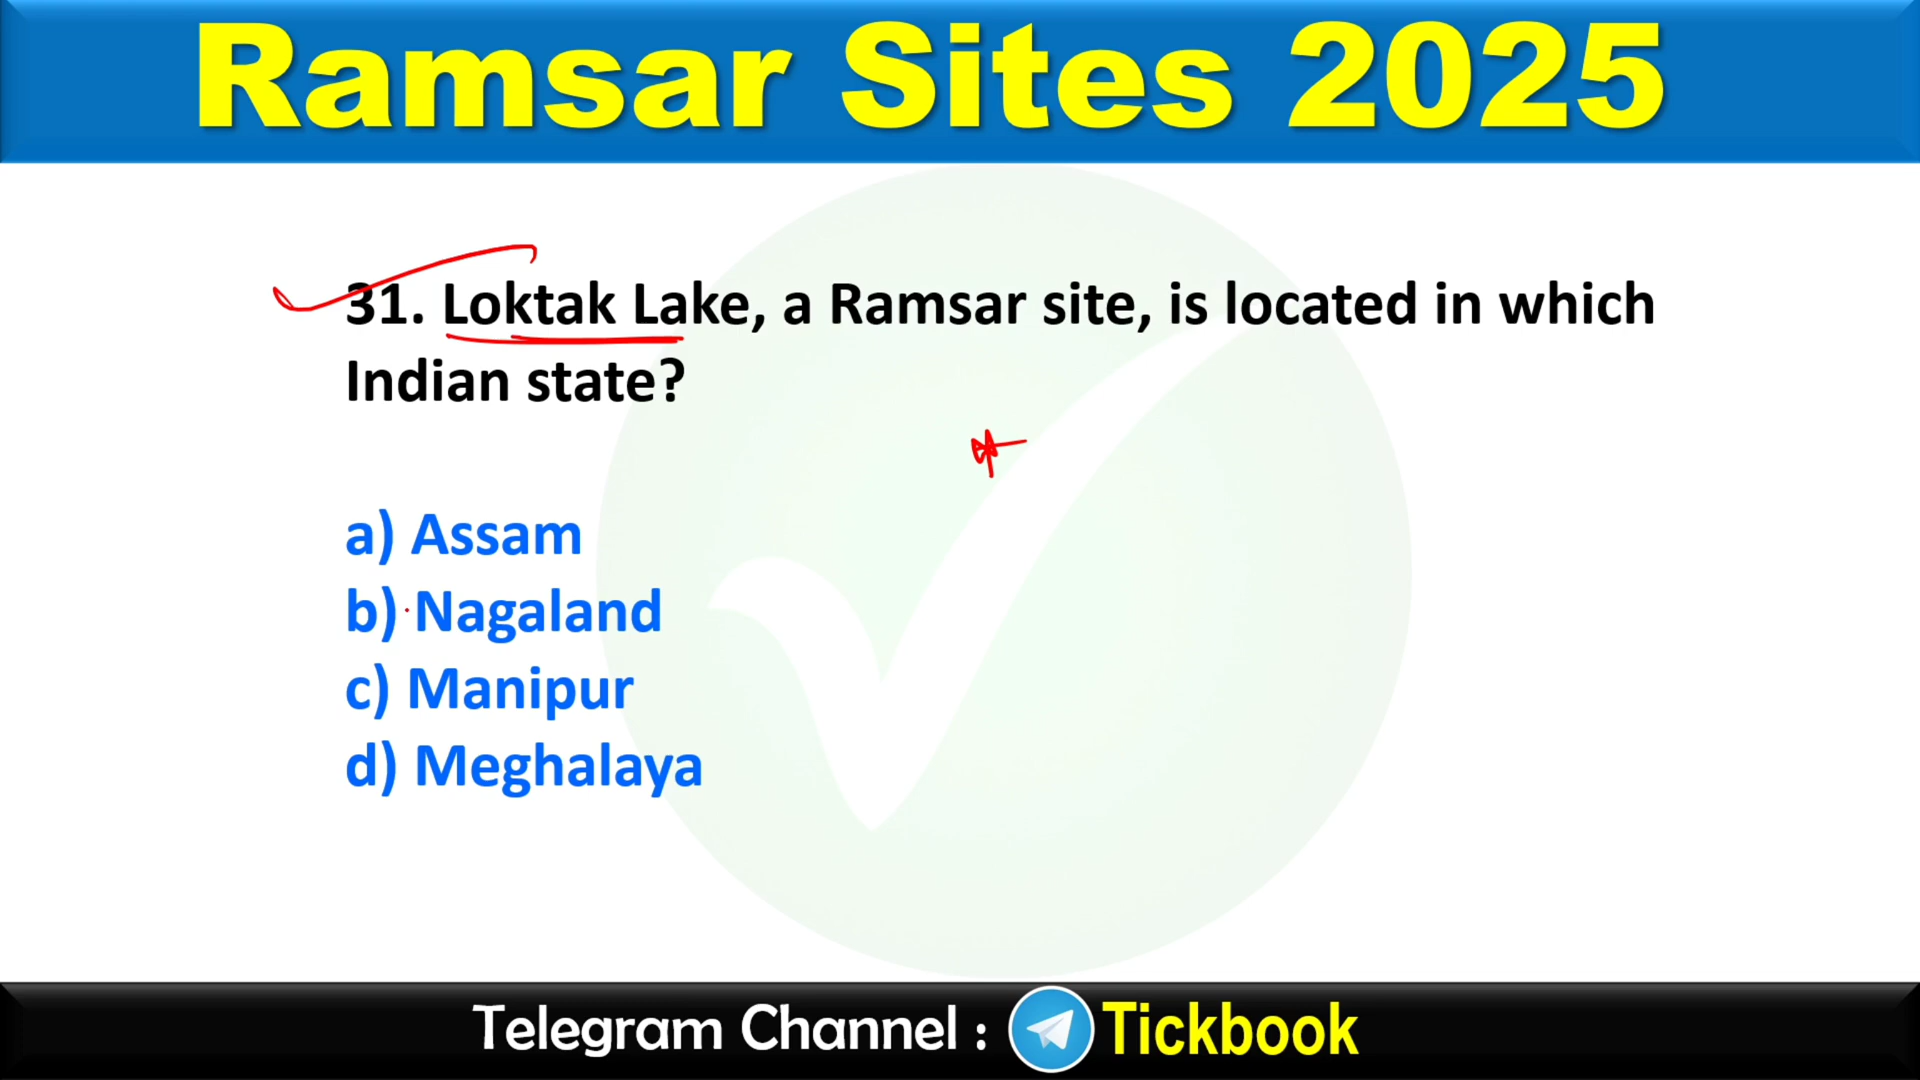 Ramsar Sites 2025
31. Loktak Lake, a Ramsar site, is located in which
Indian state?
a) Assam
b) Nagaland
c) Manipur
d) Meghalaya
Telegram Channel : Tickbook